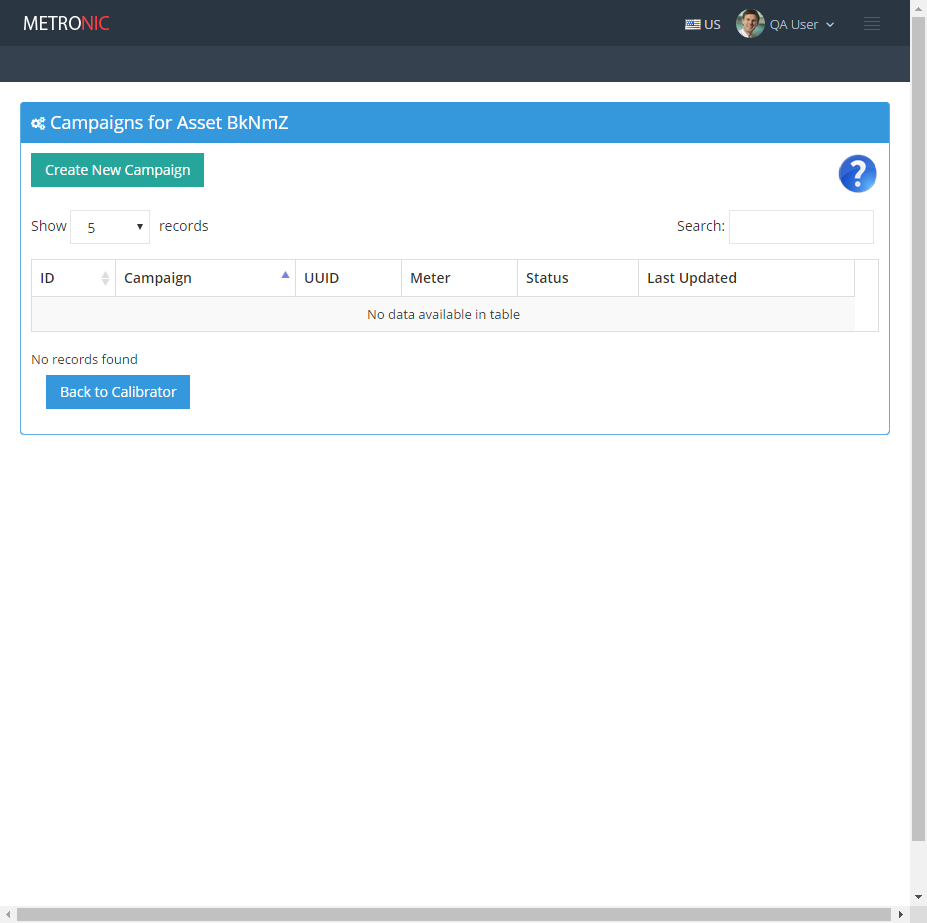 METRONIC
US QA User
Campaigns for Asset BkNmZ
Create New Campaign
?
Show 5 records Search:
ID Campaign UUID Meter Status Last Updated
No data available in table
No records found
Back to Calibrator